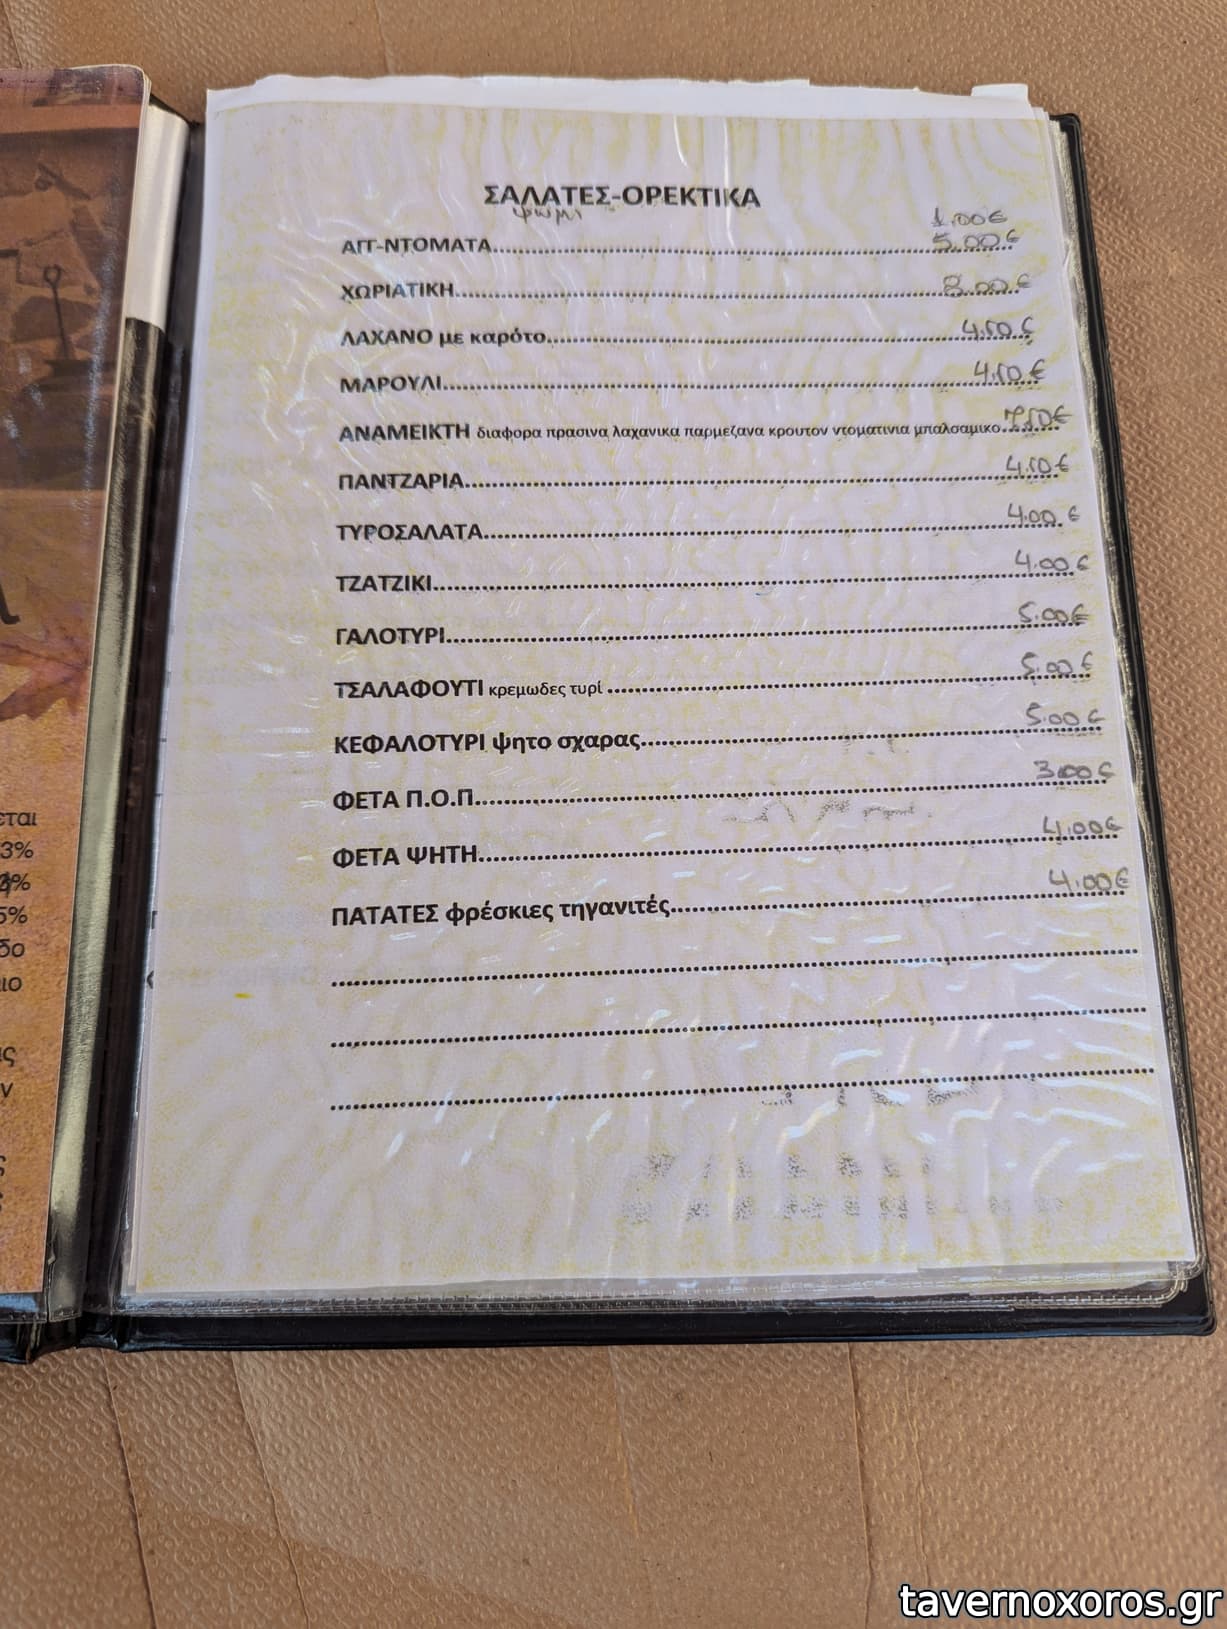 ΣΑΛΑΤΕΣ-ΟΡΕΚΤΙΚΑ
ψωμι 1.00€
ΑΓΓ-ΝΤΟΜΑΤΑ.......... 5.00€
ΧΩΡΙΑΤΙΚΗ.......... 8.00€
ΛΑΧΑΝΟ με καρότο.......... 4.50€
ΜΑΡΟΥΛΙ.......... 4.50€
ΑΝΑΜΕΙΚΤΗ διαφορα πρασινα λαχανικα παρμεζανα κρουτον ντοματινια μπαλσαμικο.......... 7.50€
ΠΑΝΤΖΑΡΙΑ.......... 4.50€
ΤΥΡΟΣΑΛΑΤΑ.......... 4.00€
ΤΖΑΤΖΙΚΙ.......... 4.00€
ΓΑΛΟΤΥΡΙ.......... 5.00€
ΤΣΑΛΑΦΟΥΤΙ κρεμωδες τυρί .......... 5.00€
ΚΕΦΑΛΟΤΥΡΙ ψητο σχαρας.......... 5.00€
ΦΕΤΑ Π.Ο.Π.......... 3.00€
ΦΕΤΑ ΨΗΤΗ.......... 4.00€
ΠΑΤΑΤΕΣ φρέσκιες τηγανιτές.......... 4.00€
tavernoxoros.gr